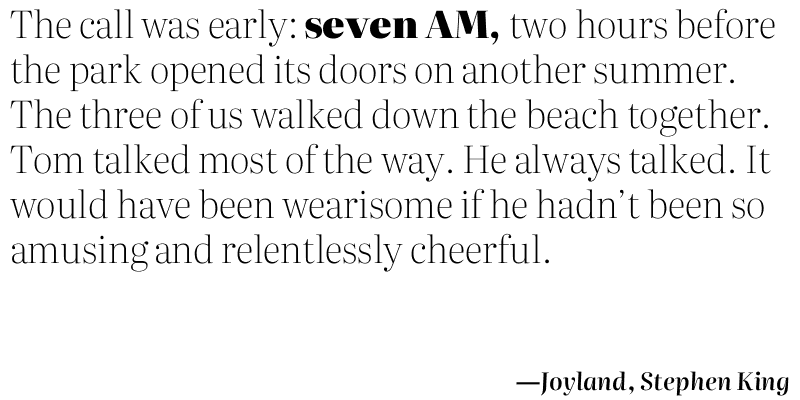 The call was early: seven AM, two hours before
the park opened its doors on another summer.
The three of us walked down the beach together.
Tom talked most of the way. He always talked. It
would have been wearisome if he hadn’t been so
amusing and relentlessly cheerful.
—Joyland, Stephen King